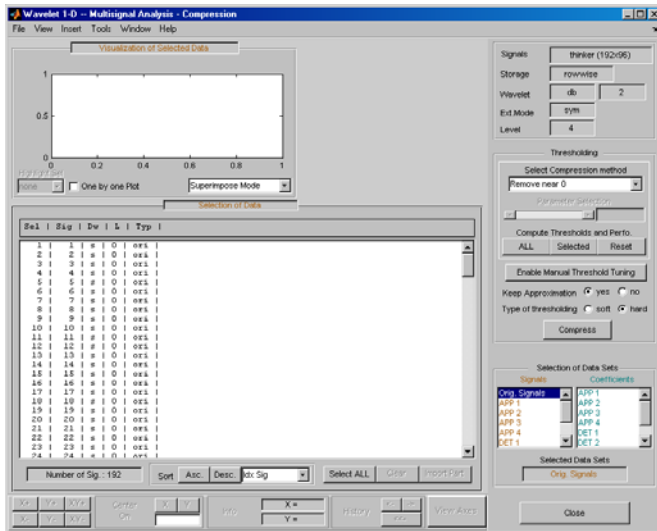 Wavelet 1-D -- Multisignal Analysis - Compression
File View Insert Tools Window Help
Visualization of Selected Data
1
0.5
0
0 0.2 0.4 0.6 0.8 1
Highlight Sel
none One by one Plot Superimpose Mode
Selection of Data
Sel | Sig | Dw | L | Typ |
1 | 1 | s | 0 | ori |
2 | 2 | s | 0 | ori |
3 | 3 | s | 0 | ori |
4 | 4 | s | 0 | ori |
5 | 5 | s | 0 | ori |
6 | 6 | s | 0 | ori |
7 | 7 | s | 0 | ori |
8 | 8 | s | 0 | ori |
9 | 9 | s | 0 | ori |
10 | 10 | s | 0 | ori |
11 | 11 | s | 0 | ori |
12 | 12 | s | 0 | ori |
13 | 13 | s | 0 | ori |
14 | 14 | s | 0 | ori |
15 | 15 | s | 0 | ori |
16 | 16 | s | 0 | ori |
17 | 17 | s | 0 | ori |
18 | 18 | s | 0 | ori |
19 | 19 | s | 0 | ori |
20 | 20 | s | 0 | ori |
21 | 21 | s | 0 | ori |
22 | 22 | s | 0 | ori |
23 | 23 | s | 0 | ori |
24 | 24 | s | 0 | ori |
Number of Sig.: 192 Sort Asc. Desc. Idx Sig Select ALL Clear Import Part
X+ Y+ XY+
X- Y- XY-
Center On X Y
Info X =
Y =
History <- ->
<<-
View Axes
Signals thinker (192x96)
Storage rowwise
Wavelet db 2
Ext.Mode sym
Level 4
Thresholding
Select Compression method
Remove near 0
Parameter Selection
Compute Thresholds and Perfo.
ALL Selected Reset
Enable Manual Threshold Tuning
Keep Approximation yes no
Type of thresholding soft hard
Compress
Selection of Data Sets
Signals Coefficients
Orig. Signals APP 1
APP 1 APP 2
APP 2 APP 3
APP 3 APP 4
APP 4 DET 1
DET 1 DET 2
Selected Data Sets
Orig. Signals
Close